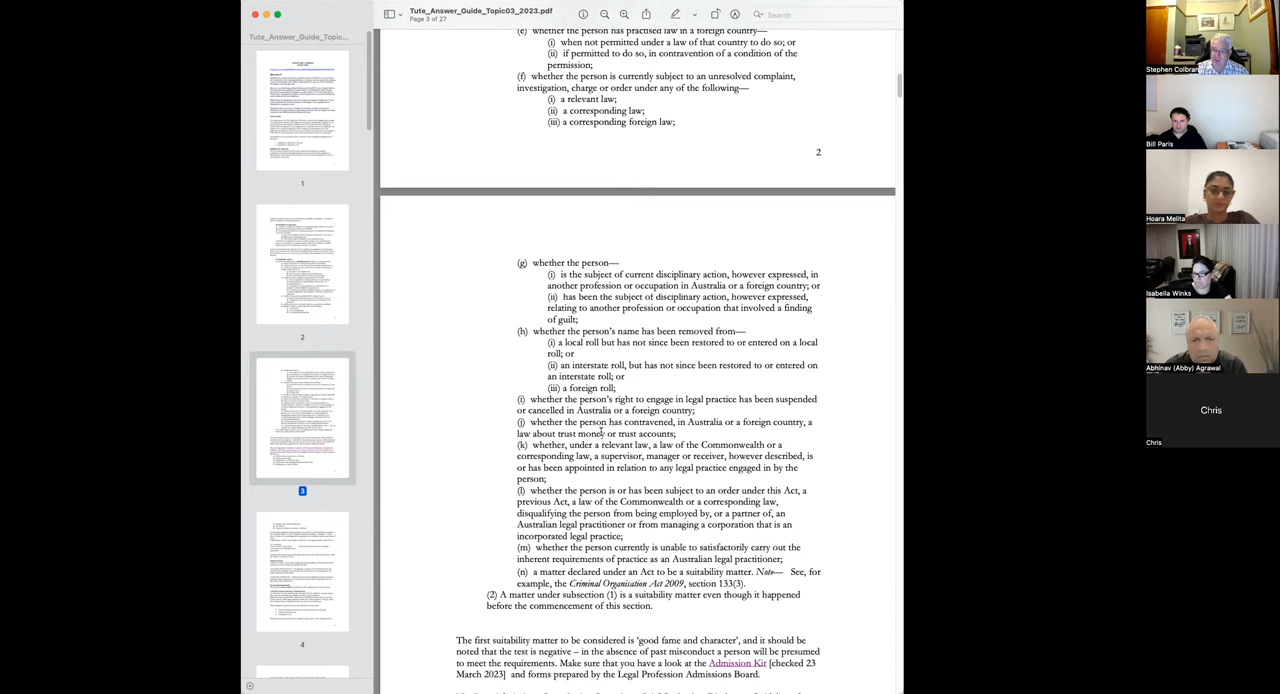 Tute_Answer_Guide_Topic03_2023.pdf
Page 3 of 27
Search
Tute_Answer_Guide_Topic...
1
2
3
4
(e) whether the person has practised law in a foreign country—
(i) when not permitted under a law of that country to do so; or
(ii) if permitted to do so, in contravention of a condition of the
permission;
(f) whether the person is currently subject to an unresolved complaint,
investigation, charge or order under any of the following—
(i) a relevant law;
(ii) a corresponding law;
(iii) a corresponding foreign law;
2
(g) whether the person—
(i) is the subject of current disciplinary action, however expressed, in
another profession or occupation in Australia or a foreign country; or
(ii) has been the subject of disciplinary action, however expressed,
relating to another profession or occupation that involved a finding
of guilt;
(h) whether the person's name has been removed from—
(i) a local roll but has not since been restored to or entered on a local
roll; or
(ii) an interstate roll, but has not since been restored to or entered on
an interstate roll; or
(iii) a foreign roll;
(i) whether the person's right to engage in legal practice has been suspended
or cancelled in Australia or a foreign country;
(j) whether the person has contravened, in Australia or a foreign country, a
law about trust money or trust accounts;
(k) whether, under a relevant law, a law of the Commonwealth or a
corresponding law, a supervisor, manager or receiver, however described, is
or has been appointed in relation to any legal practice engaged in by the
person;
(l) whether the person is or has been subject to an order under this Act, a
previous Act, a law of the Commonwealth or a corresponding law,
disqualifying the person from being employed by, or a partner of, an
Australian legal practitioner or from managing a corporation that is an
incorporated legal practice;
(m) whether the person currently is unable to satisfactorily carry out the
inherent requirements of practice as an Australian legal practitioner;
(n) a matter declared under an Act to be a suitability matter. Note— See, for
example, the Criminal Organisation Act 2009, section 133(3).
(2) A matter under subsection (1) is a suitability matter even though it happened
before the commencement of this section.
The first suitability matter to be considered is 'good fame and character', and it should be
noted that the test is negative – in the absence of past misconduct a person will be presumed
to meet the requirements. Make sure that you have a look at the Admission Kit [checked 23
March 2023] and forms prepared by the Legal Profession Admissions Board.
Stephen Colbran
Bill Paris
Hoara Melita
Isabella Winks
Abhinav (Abby) Agrawal
Chris
Chris